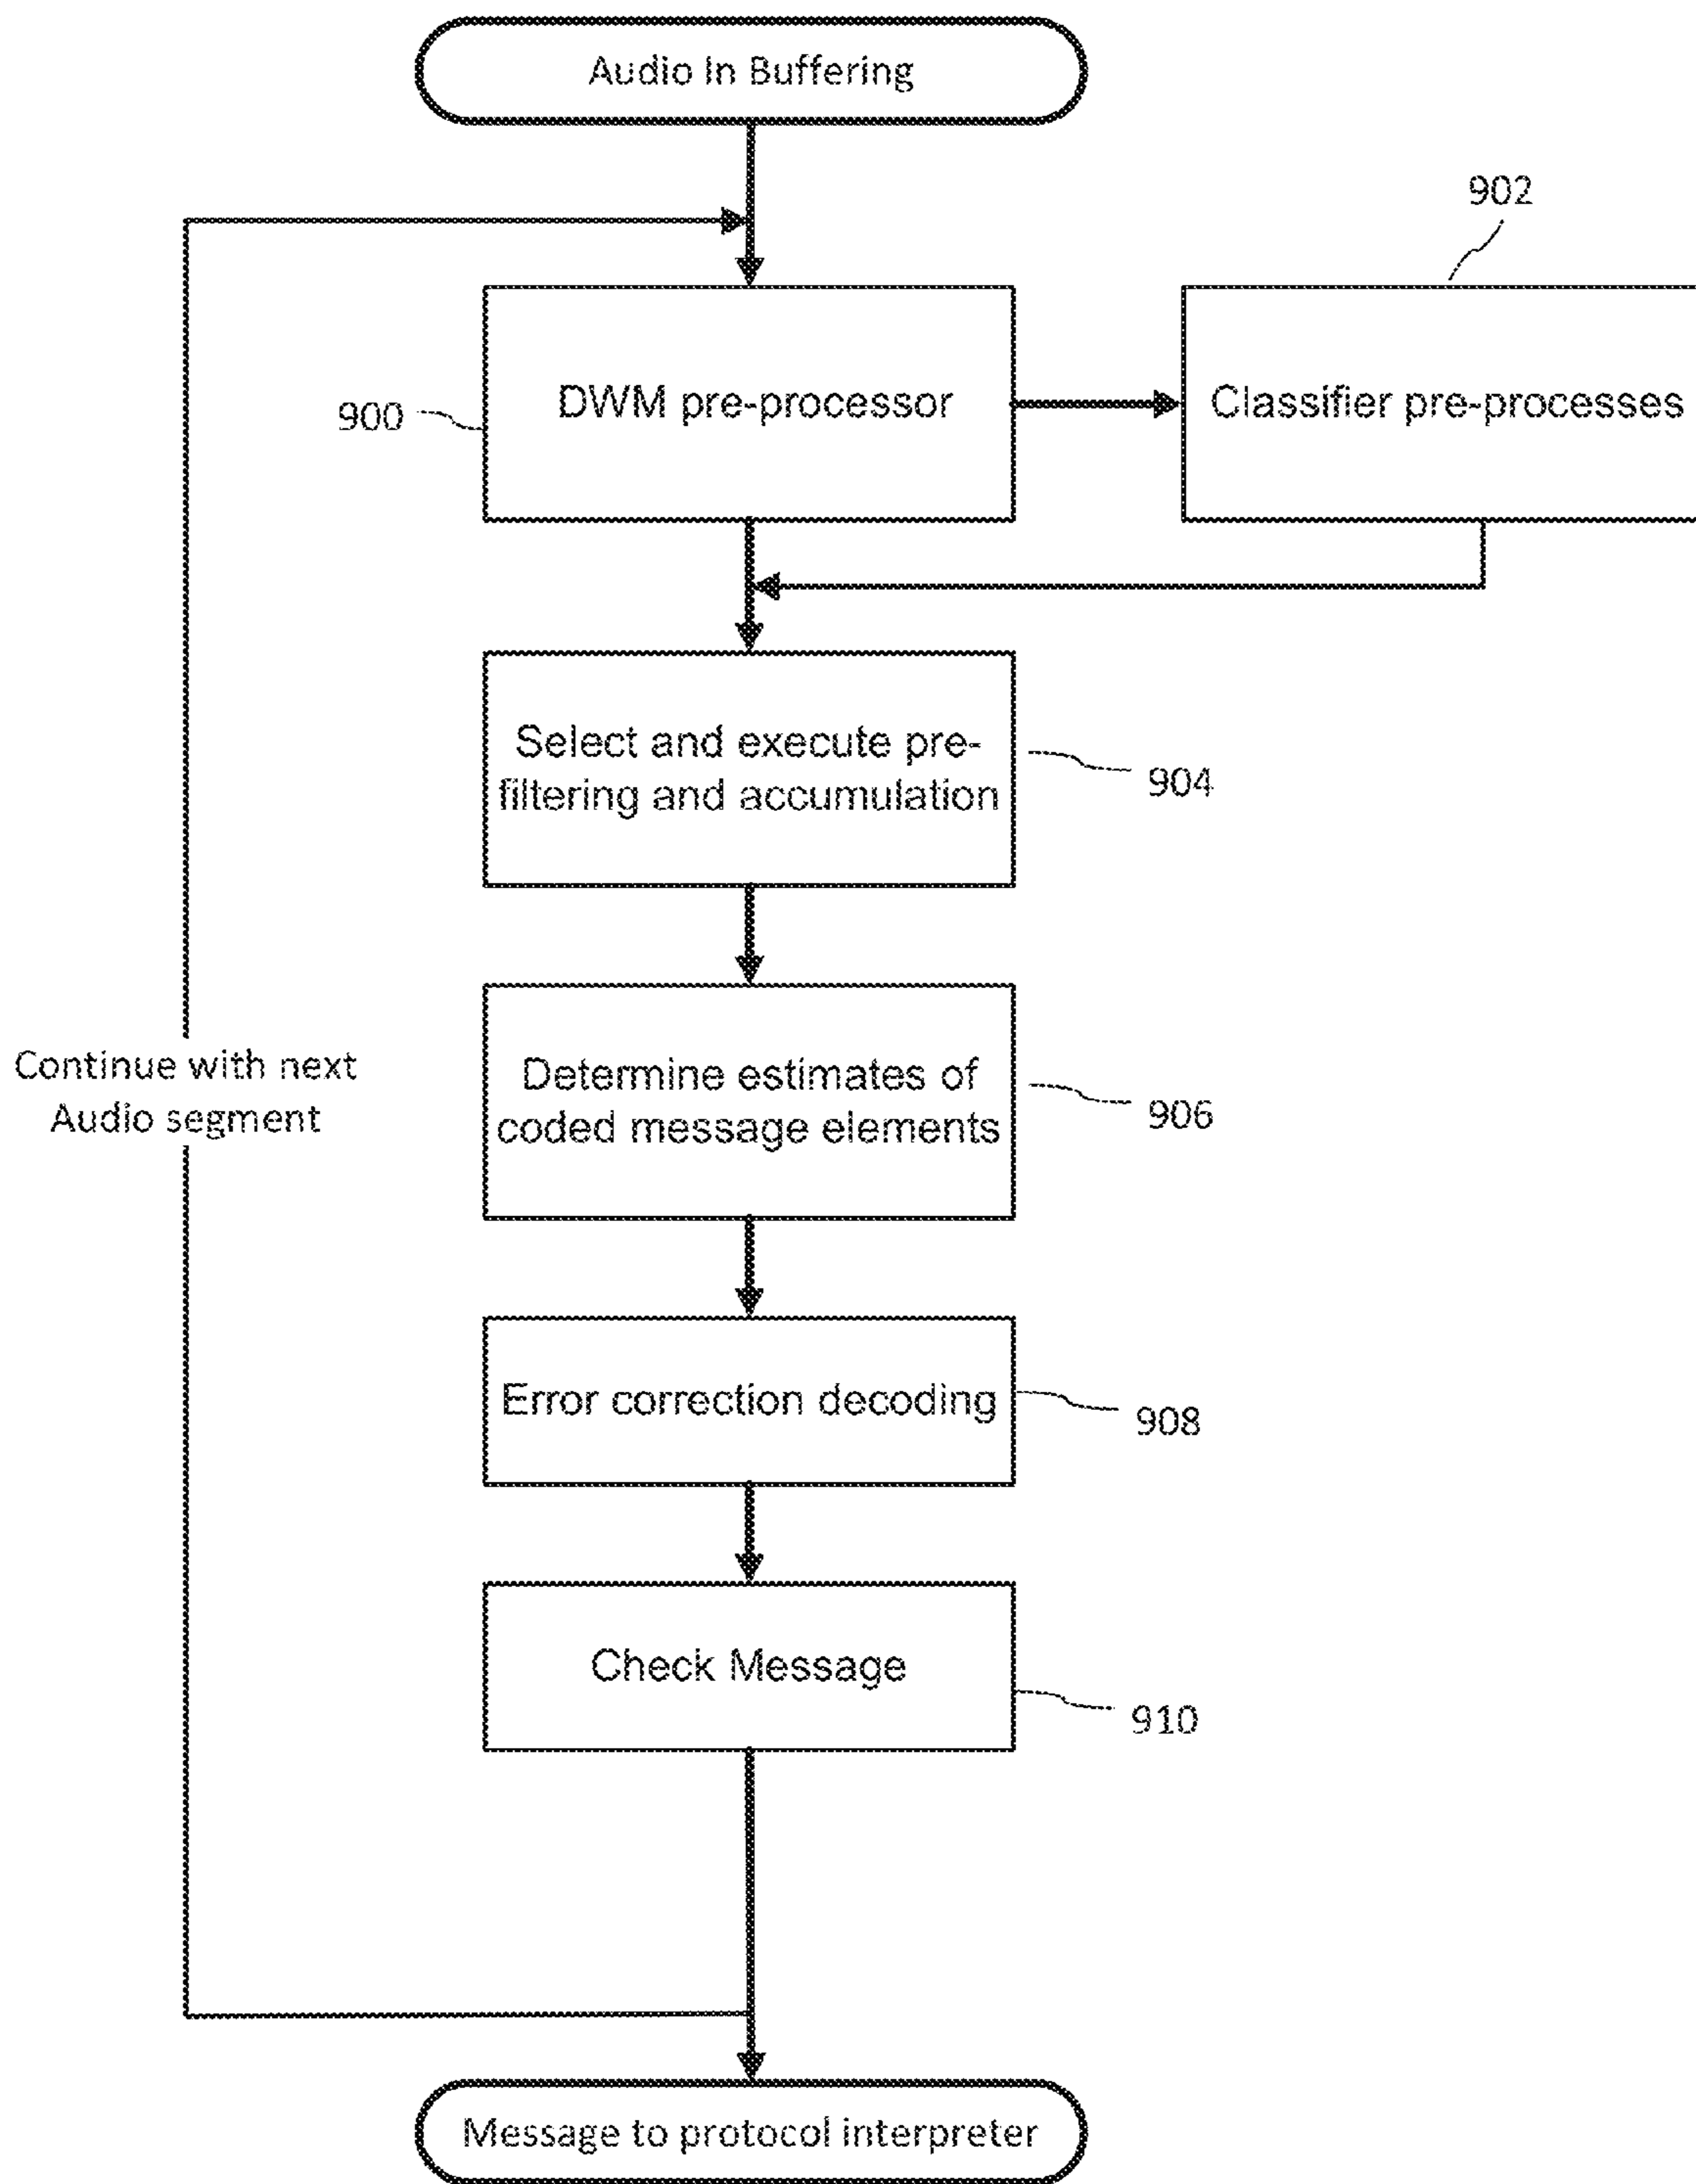 Audio In Buffering
902
900
DWM pre-processor
Classifier pre-processes
Select and execute pre-
filtering and accumulation
904
Continue with next
Audio segment
Determine estimates of
coded message elements
906
Error correction decoding
908
Check Message
910
Message to protocol interpreter